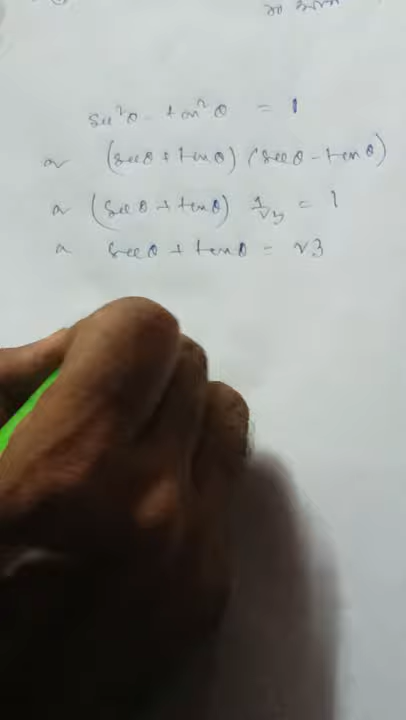 sec²θ - tan²θ = 1
or (secθ + tanθ) (secθ - tanθ)
or (secθ + tanθ) 1/√3 = 1
or secθ + tanθ = √3